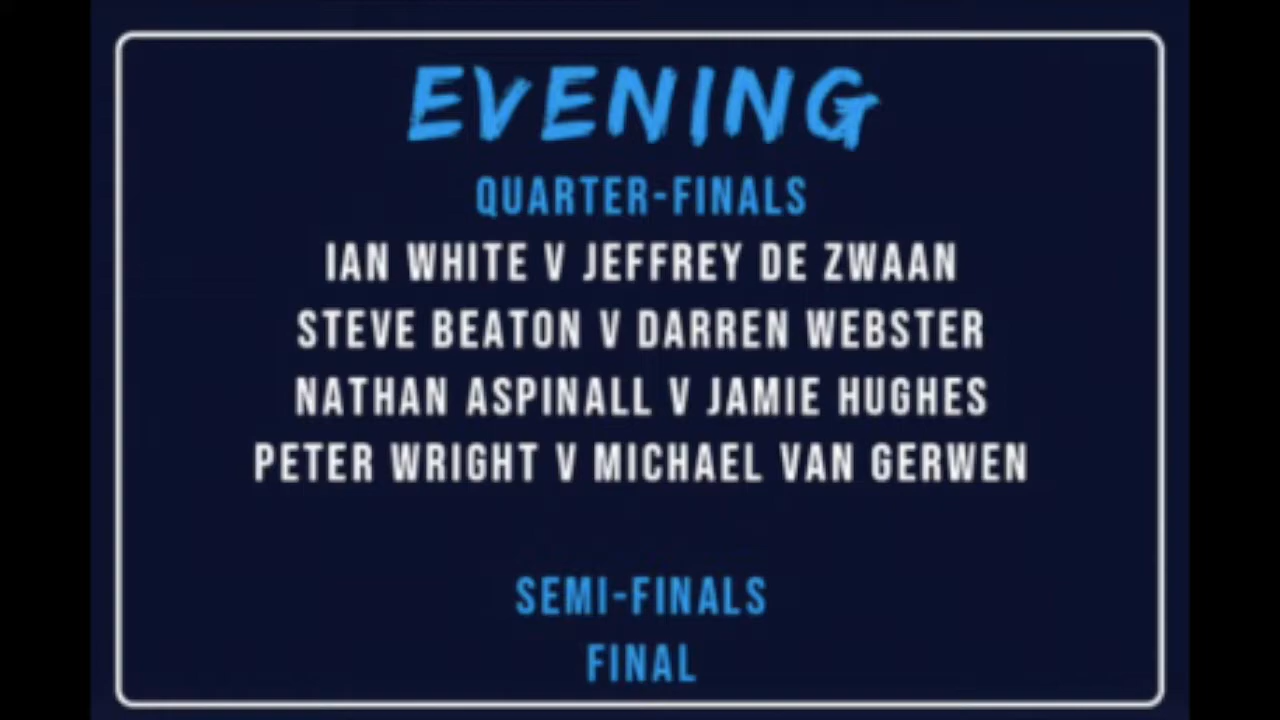 EVENING
QUARTER-FINALS
IAN WHITE V JEFFREY DE ZWAAN
STEVE BEATON V DARREN WEBSTER
NATHAN ASPINALL V JAMIE HUGHES
PETER WRIGHT V MICHAEL VAN GERWEN
SEMI-FINALS
FINAL